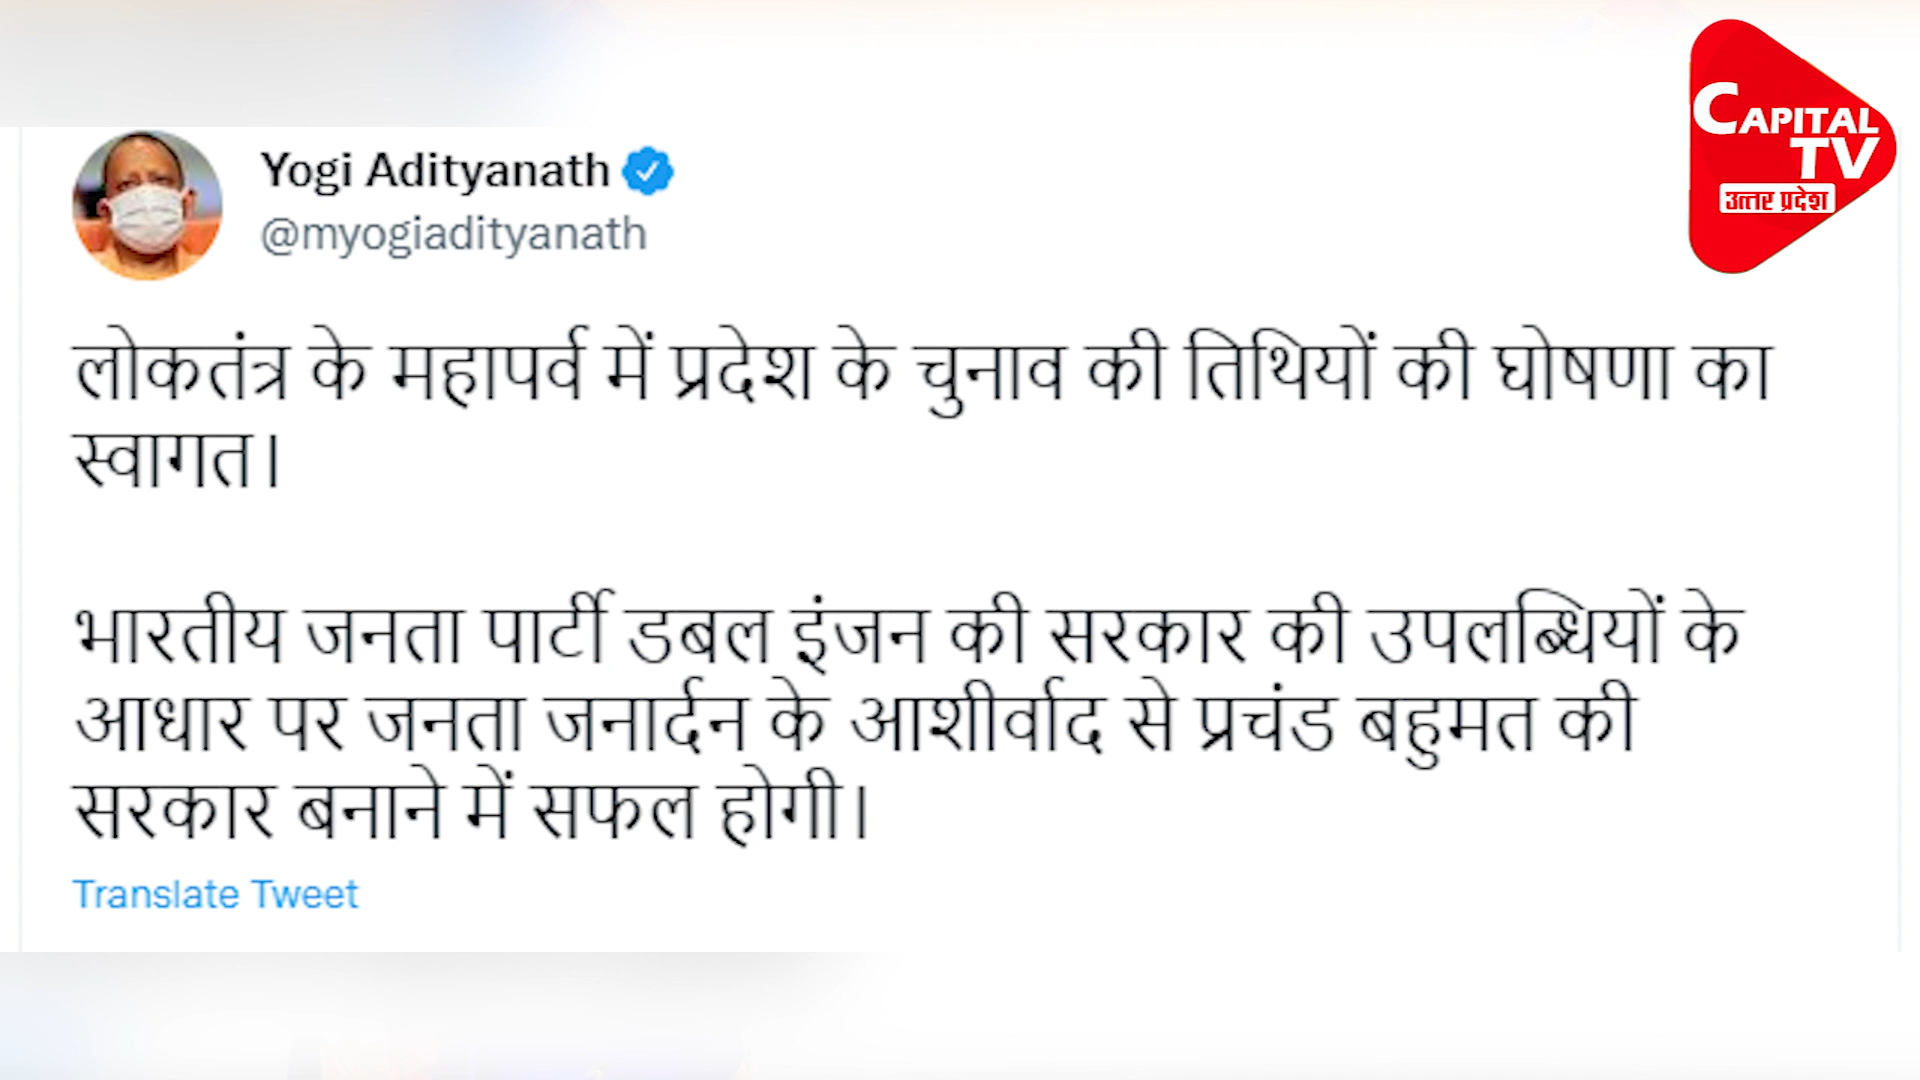 CAPITAL
TV
उत्तर प्रदेश
Yogi Adityanath
@myogiadityanath
लोकतंत्र के महापर्व में प्रदेश के चुनाव की तिथियों की घोषणा का
स्वागत।
भारतीय जनता पार्टी डबल इंजन की सरकार की उपलब्धियों के
आधार पर जनता जनार्दन के आशीर्वाद से प्रचंड बहुमत की
सरकार बनाने में सफल होगी।
Translate Tweet